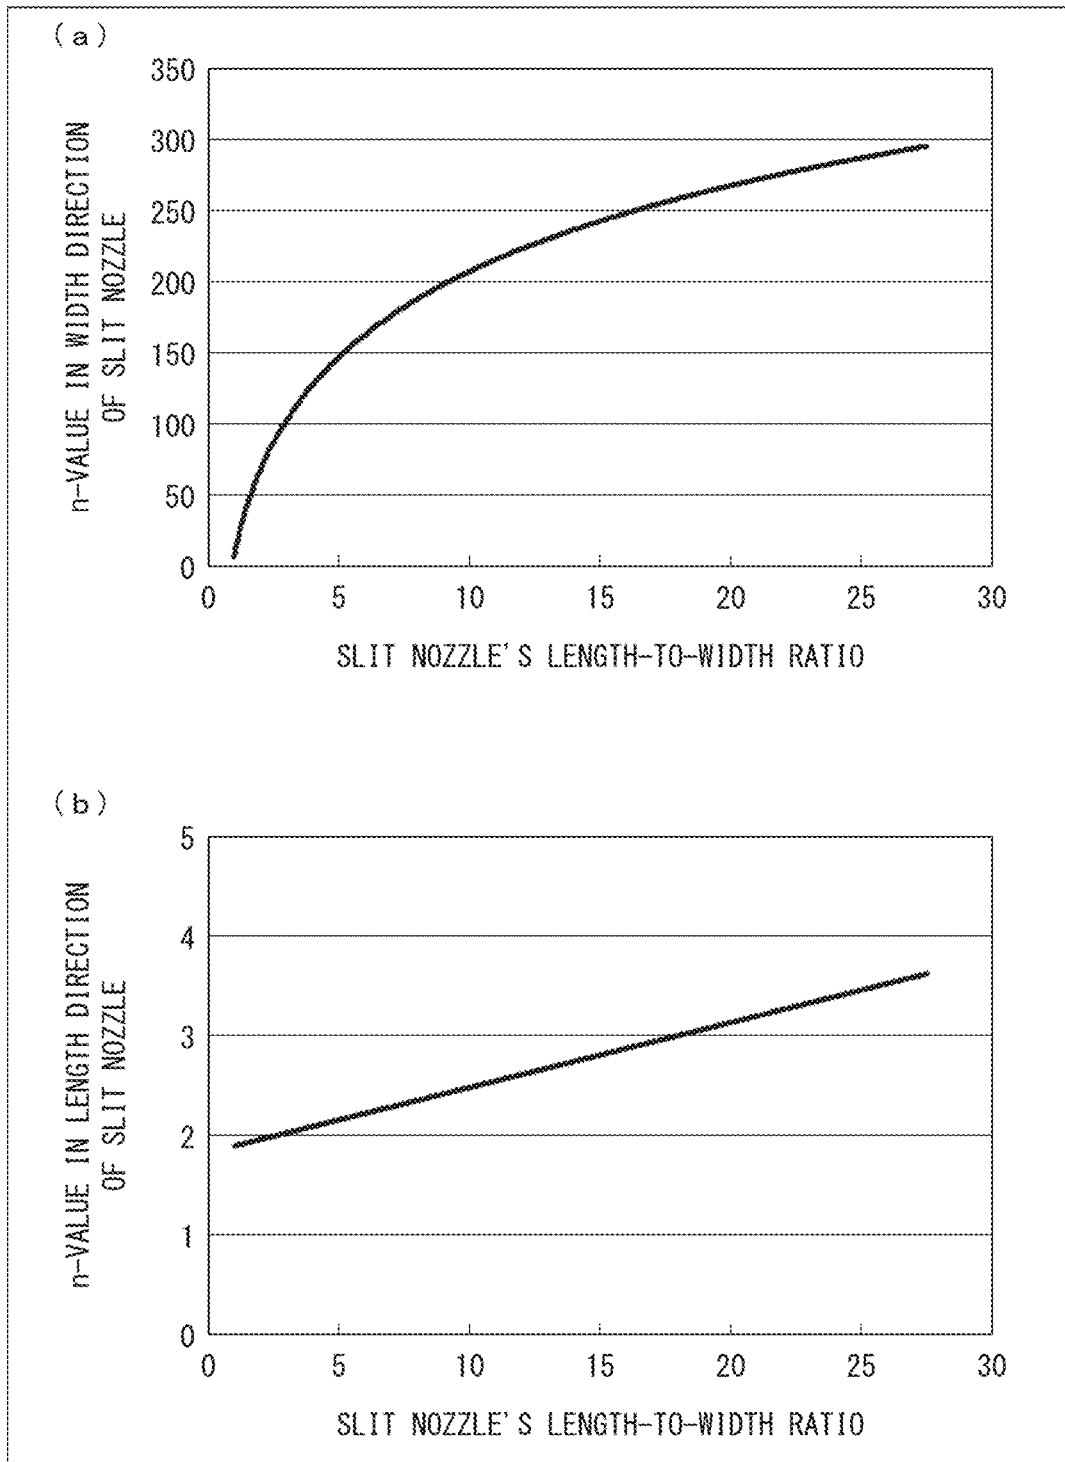 (a)
n-VALUE IN WIDTH DIRECTION
OF SLIT NOZZLE
350
300
250
200
150
100
50
0
0 5 10 15 20 25 30
SLIT NOZZLE'S LENGTH-TO-WIDTH RATIO
(b)
n-VALUE IN LENGTH DIRECTION
OF SLIT NOZZLE
5
4
3
2
1
0
0 5 10 15 20 25 30
SLIT NOZZLE'S LENGTH-TO-WIDTH RATIO